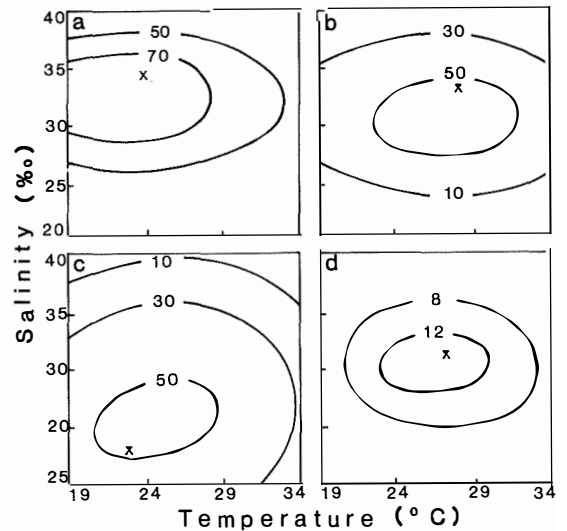 40 a 50 b 30
70 50
35 x x̄
30
25 10
20
Salinity (‰)
40 c 10 d
35 30 8
12
x̄
30 50
20 x̄
25
19 24 29 34 19 24 29 34
Temperature (°C)